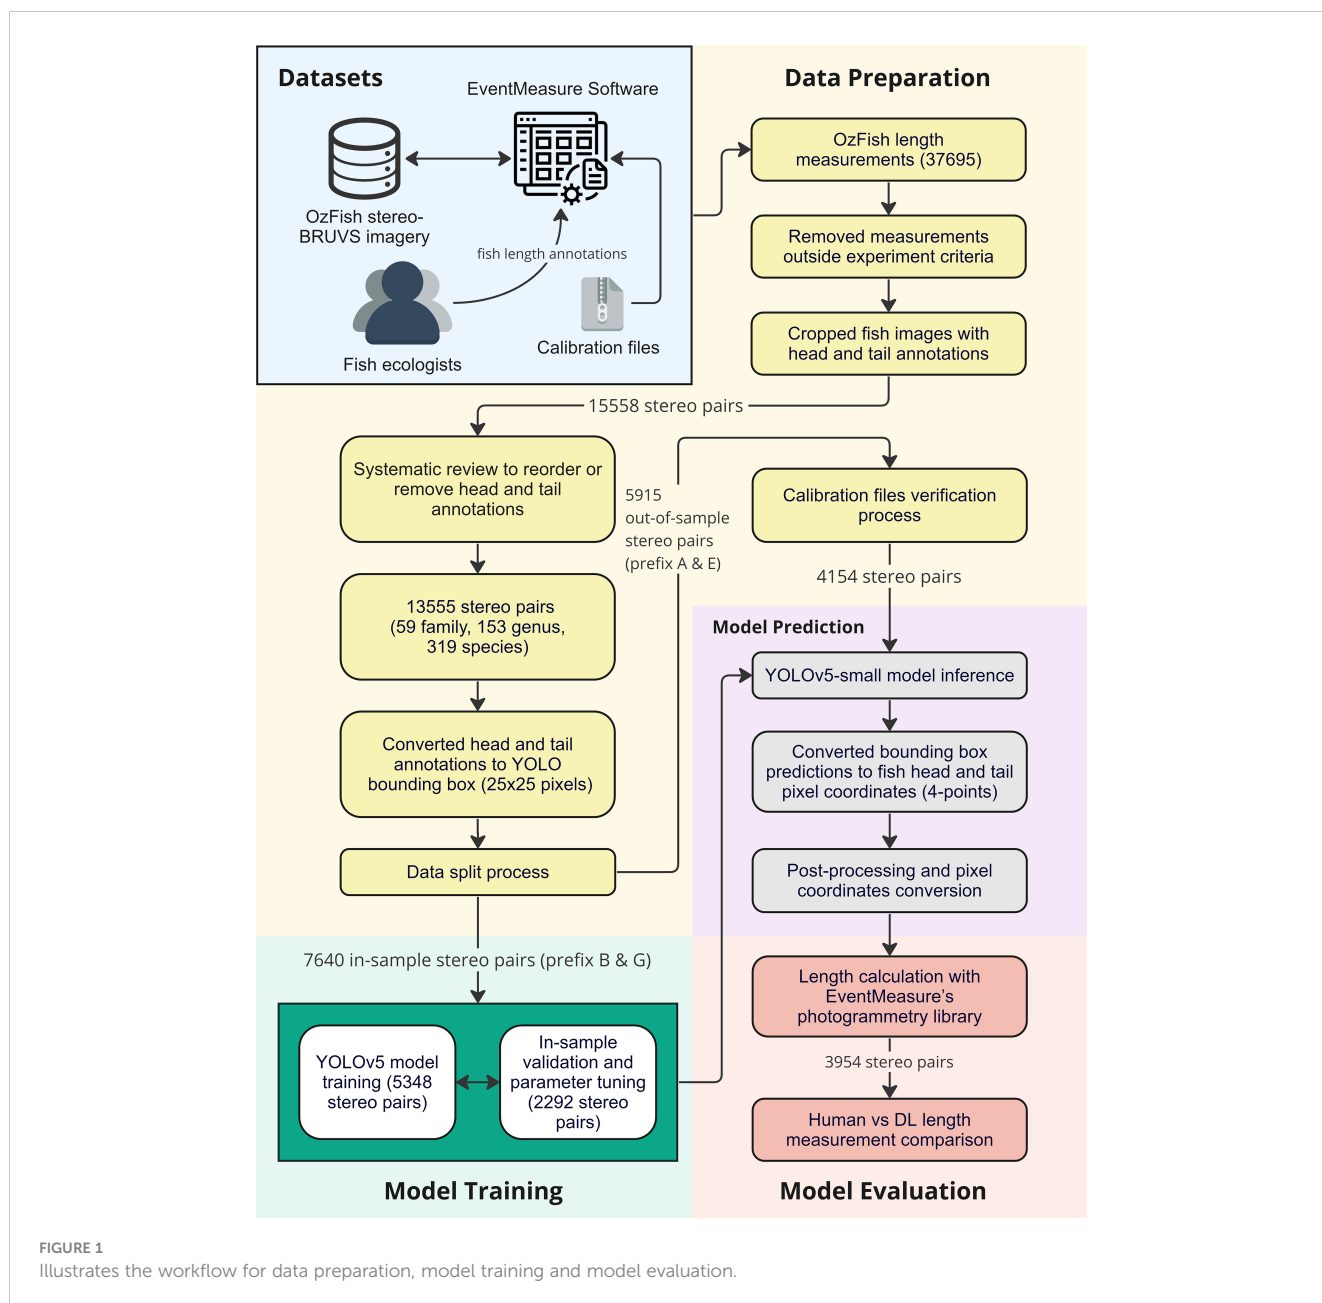 Datasets
EventMeasure Software
OzFish stereo-
BRUVS imagery
fish length annotations
Fish ecologists
Calibration files
Data Preparation
OzFish length
measurements (37695)
Removed measurements
outside experiment criteria
Cropped fish images with
head and tail annotations
15558 stereo pairs
Systematic review to reorder or
remove head and tail
annotations
13555 stereo pairs
(59 family, 153 genus,
319 species)
Converted head and tail
annotations to YOLO
bounding box (25x25 pixels)
Data split process
5915
out-of-sample
stereo pairs
(prefix A & E)
Calibration files verification
process
4154 stereo pairs
7640 in-sample stereo pairs (prefix B & G)
YOLOv5 model
training (5348
stereo pairs)
In-sample
validation and
parameter tuning
(2292 stereo
pairs)
Model Training
Model Prediction
YOLOv5-small model inference
Converted bounding box
predictions to fish head and tail
pixel coordinates (4-points)
Post-processing and pixel
coordinates conversion
Length calculation with
EventMeasure’s
photogrammetry library
3954 stereo pairs
Human vs DL length
measurement comparison
Model Evaluation
FIGURE 1
Illustrates the workflow for data preparation, model training and model evaluation.